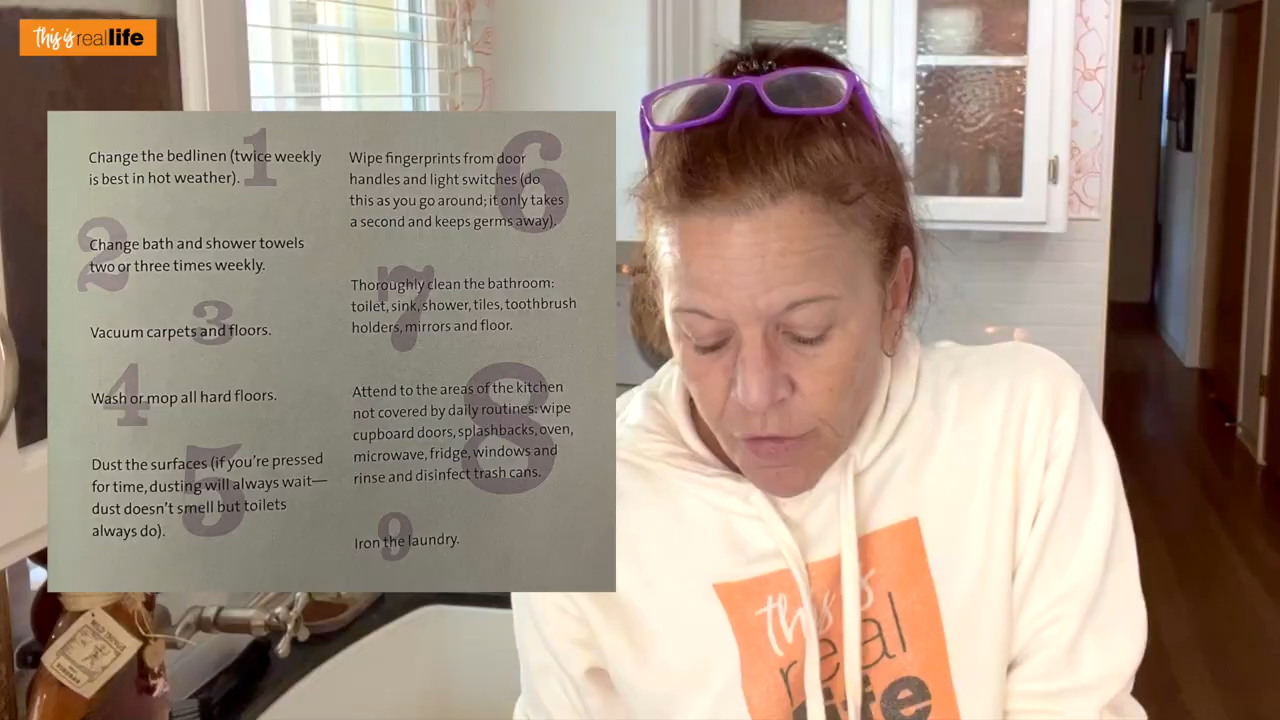 this is real life
1
Change the bedlinen (twice weekly
is best in hot weather).
2
Change bath and shower towels
two or three times weekly.
3
Vacuum carpets and floors.
4
Wash or mop all hard floors.
5
Dust the surfaces (if you're pressed
for time, dusting will always wait—
dust doesn't smell but toilets
always do).
6
Wipe fingerprints from door
handles and light switches (do
this as you go around; it only takes
a second and keeps germs away).
7
Thoroughly clean the bathroom:
toilet, sink, shower, tiles, toothbrush
holders, mirrors and floor.
8
Attend to the areas of the kitchen
not covered by daily routines: wipe
cupboard doors, splashbacks, oven,
microwave, fridge, windows and
rinse and disinfect trash cans.
9
Iron the laundry.
this is
real
life